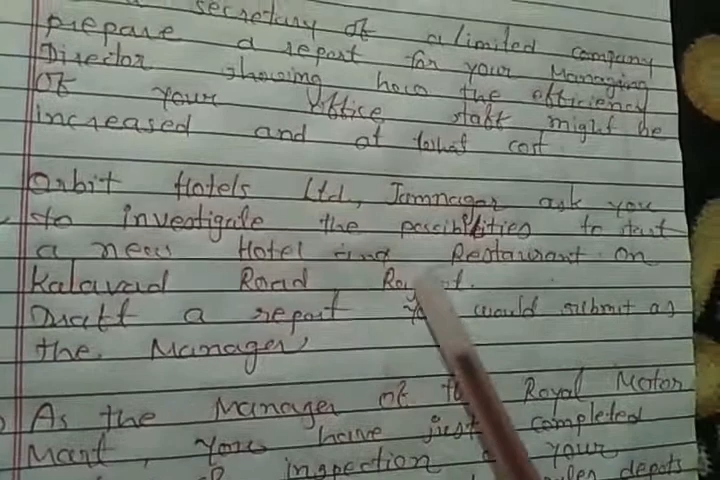 secretary of a limited company
prepare a report for your Managing
Director showing how the efficiency
of your office staff might be
increased and at what cost
Orbit Hotels Ltd, Jamnagar ask you
to investigate the possibilities to start
a new Hotel and Restaurant on
Kalavad Road
Draft a report would submit as
the Manager
As the Manager of Royal Motor
Mart, you have just completed
inspection your
depots